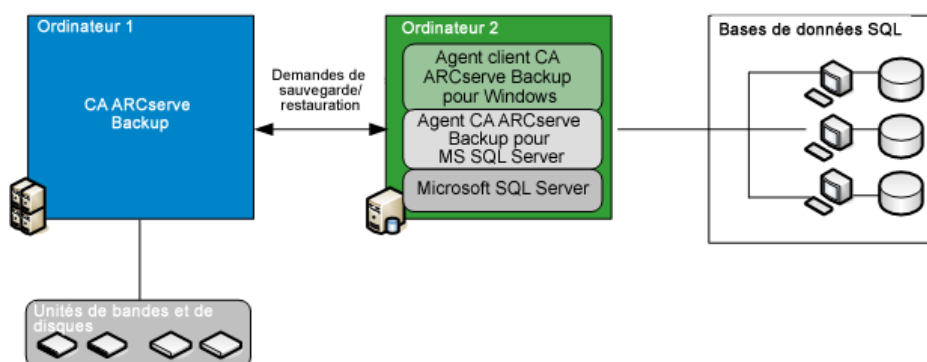 Ordinateur 1
CA ARCserve
Backup
Demandes de
sauvegarde/
restauration
Ordinateur 2
Agent client CA
ARCserve Backup
pour Windows
Agent CA ARCserve
Backup pour
MS SQL Server
Microsoft SQL Server
Bases de données SQL
Unités de bandes et de
disques